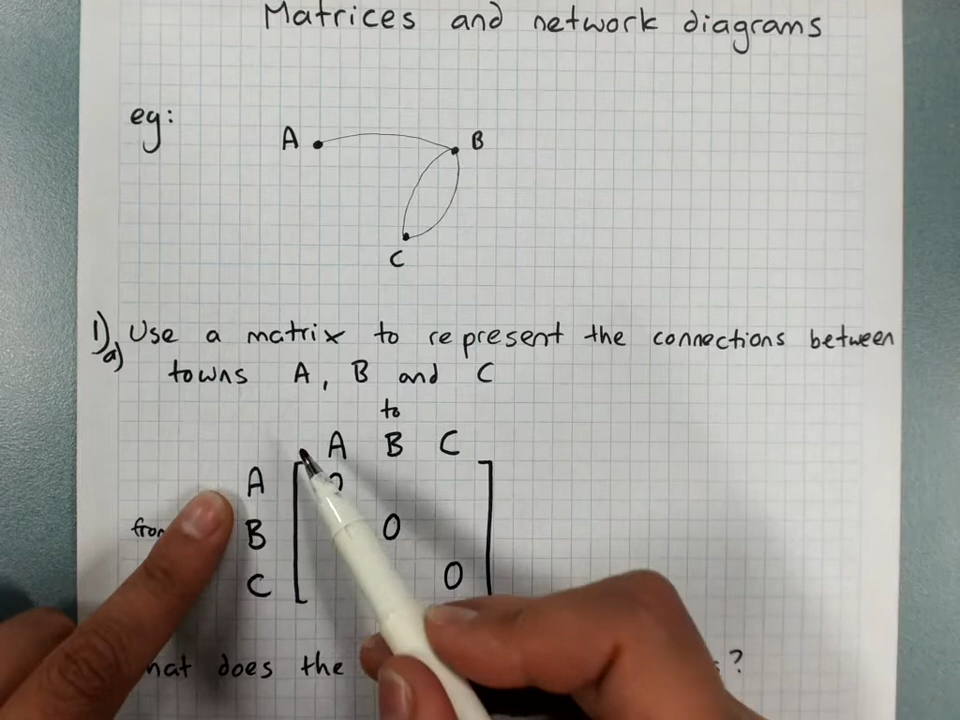 Matrices and network diagrams
eg:
A B
C
1)a) Use a matrix to represent the connections between
towns A, B and C
to
A B C
A
B 0
C 0
does the ?